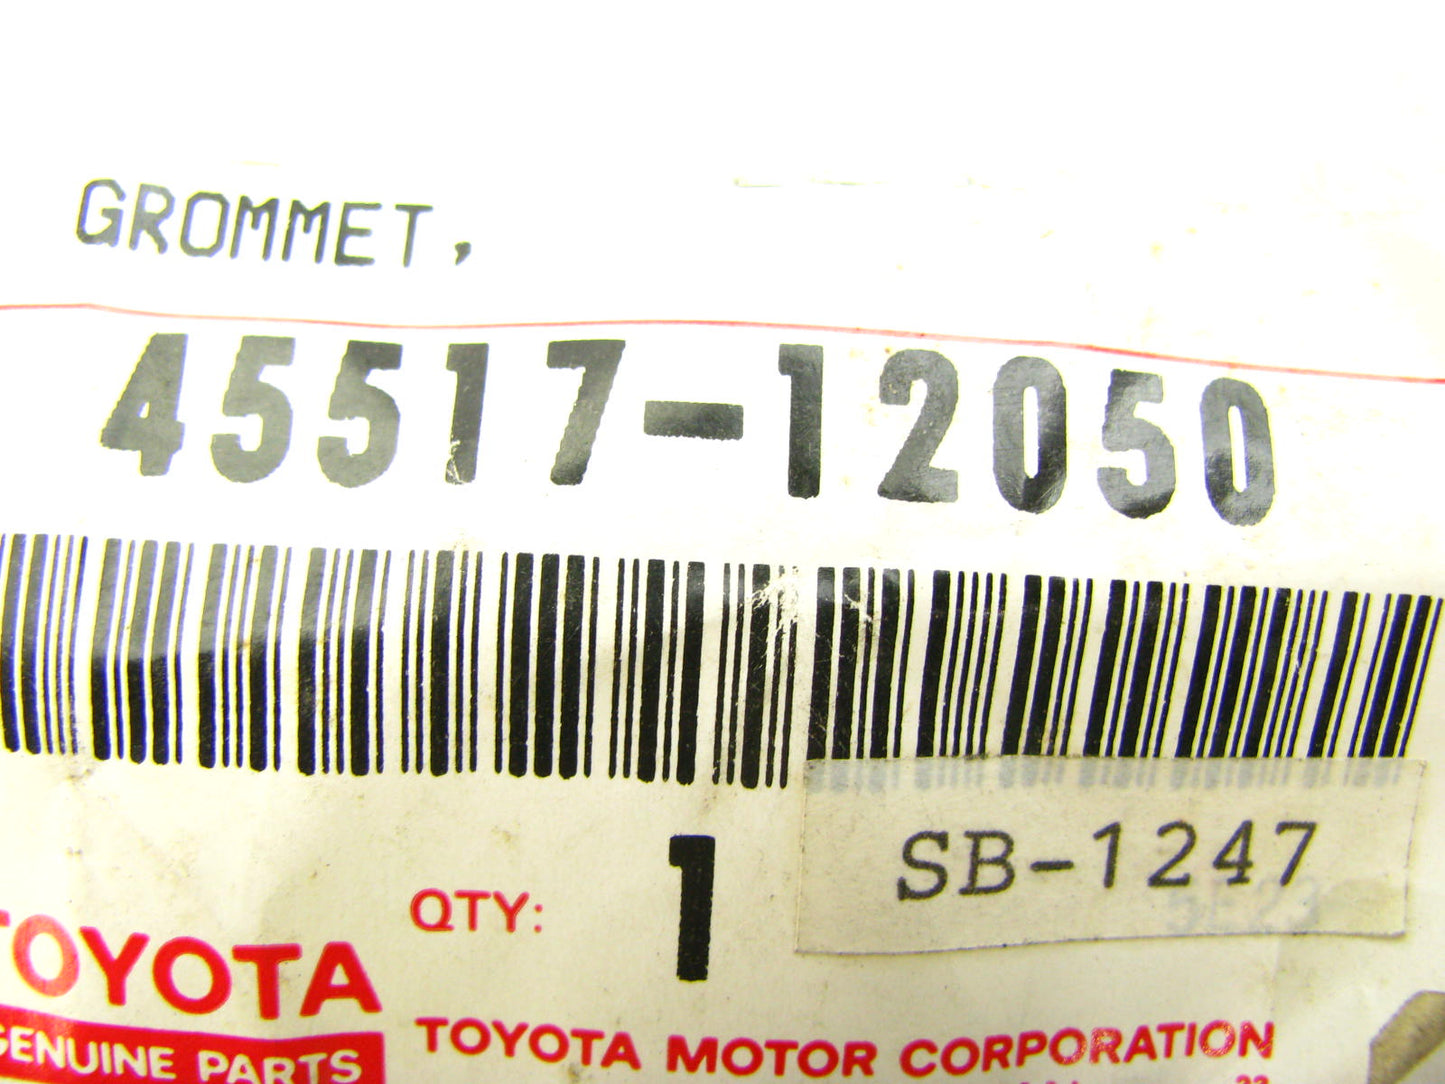 GROMMET,
45517-12050
SB-1247
QTY: 1
TOYOTA
GENUINE PARTS
TOYOTA MOTOR CORPORATION